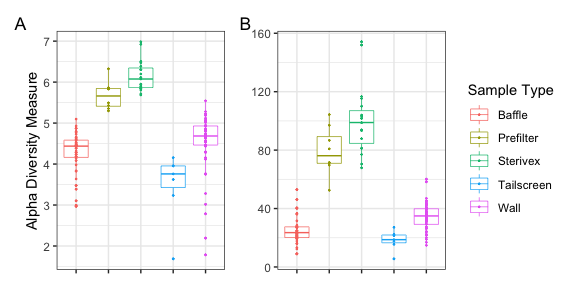 A
B
Alpha Diversity Measure
7
6
5
4
3
2
160
120
80
40
0
Sample Type
Baffle
Prefilter
Sterivex
Tailscreen
Wall